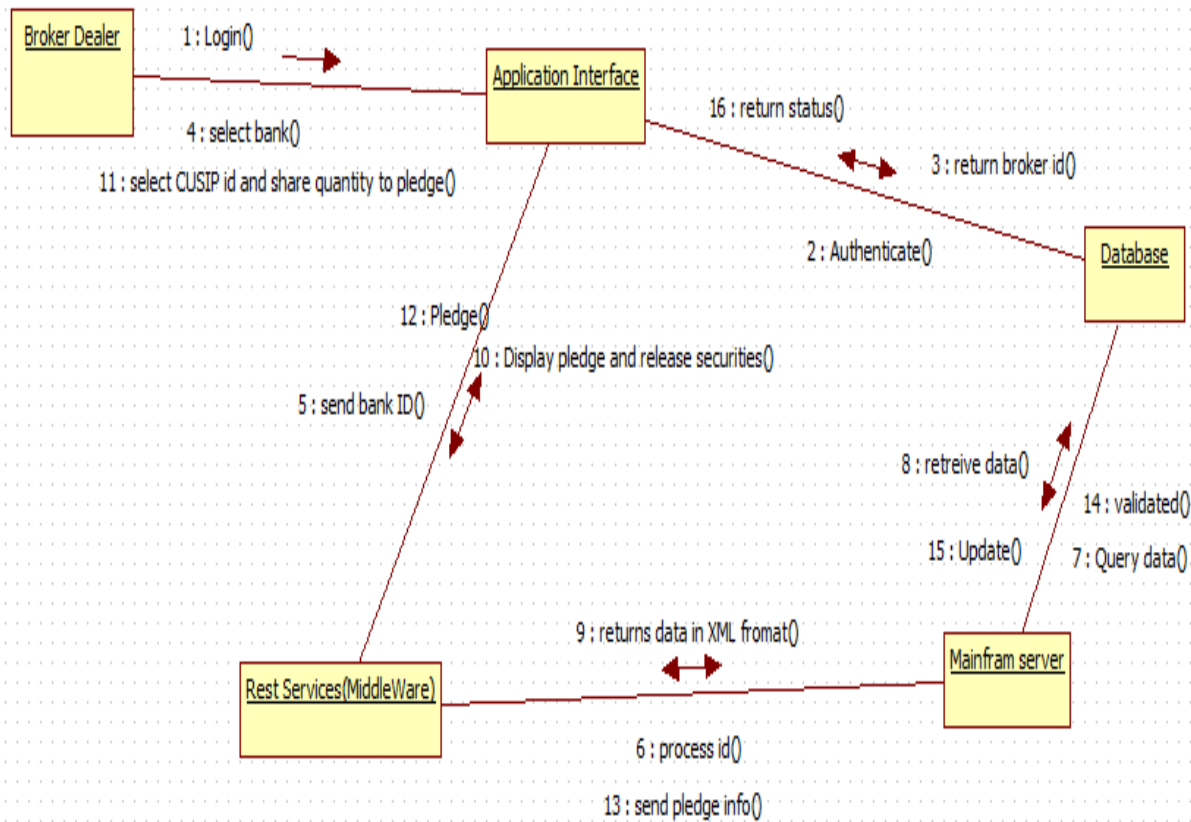 Broker Dealer
1 : Login()
Application Interface
4 : select bank()
11 : select CUSIP id and share quantity to pledge()
16 : return status()
3 : return broker id()
2 : Authenticate()
Database
12 : Pledge()
10 : Display pledge and release securities()
5 : send bank ID()
8 : retreive data()
14 : validated()
15 : Update()
7 : Query data()
9 : returns data in XML fromat()
Rest Services(MiddleWare)
Mainfram server
6 : process id()
13 : send pledge info()